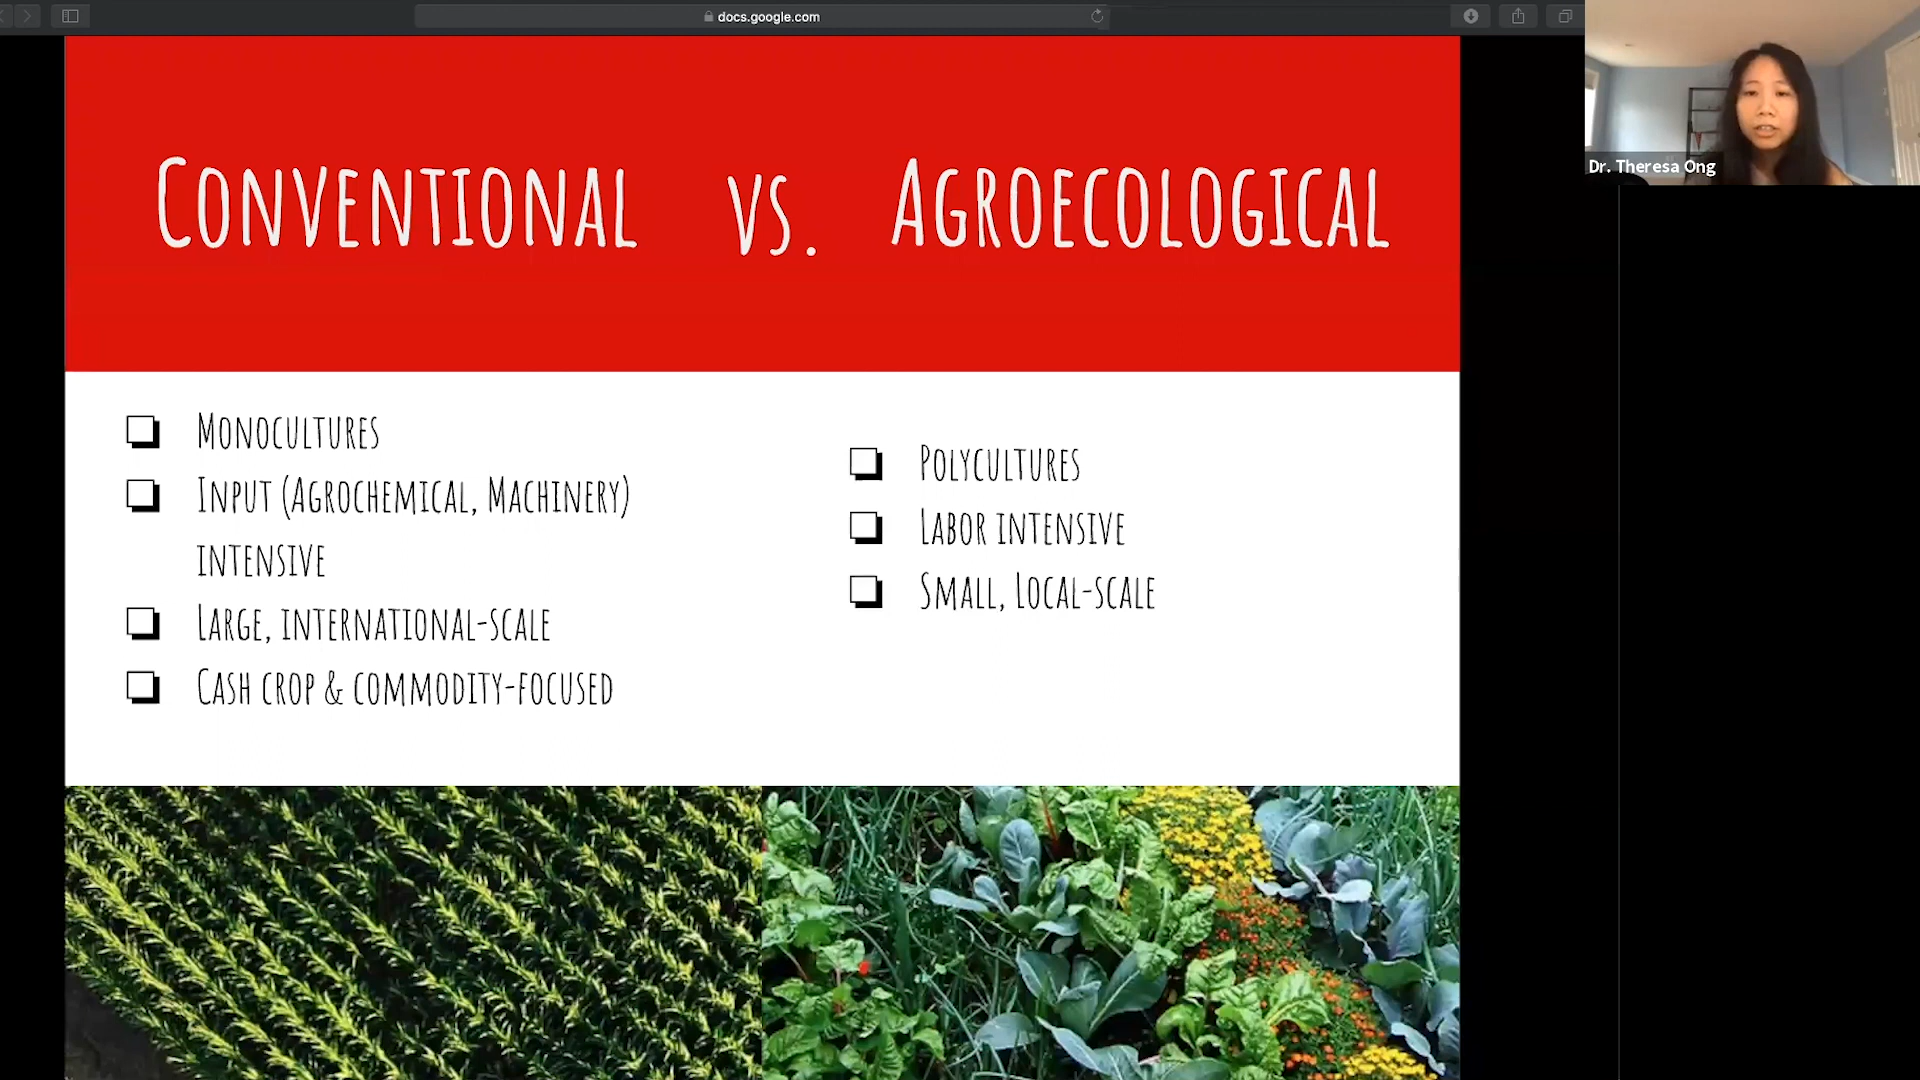 docs.google.com
Dr. Theresa Ong
Conventional vs. Agroecological
Monocultures
Input (Agrochemical, Machinery)
intensive
Large, international-scale
Cash crop & commodity-focused
Polycultures
Labor intensive
Small, Local-scale